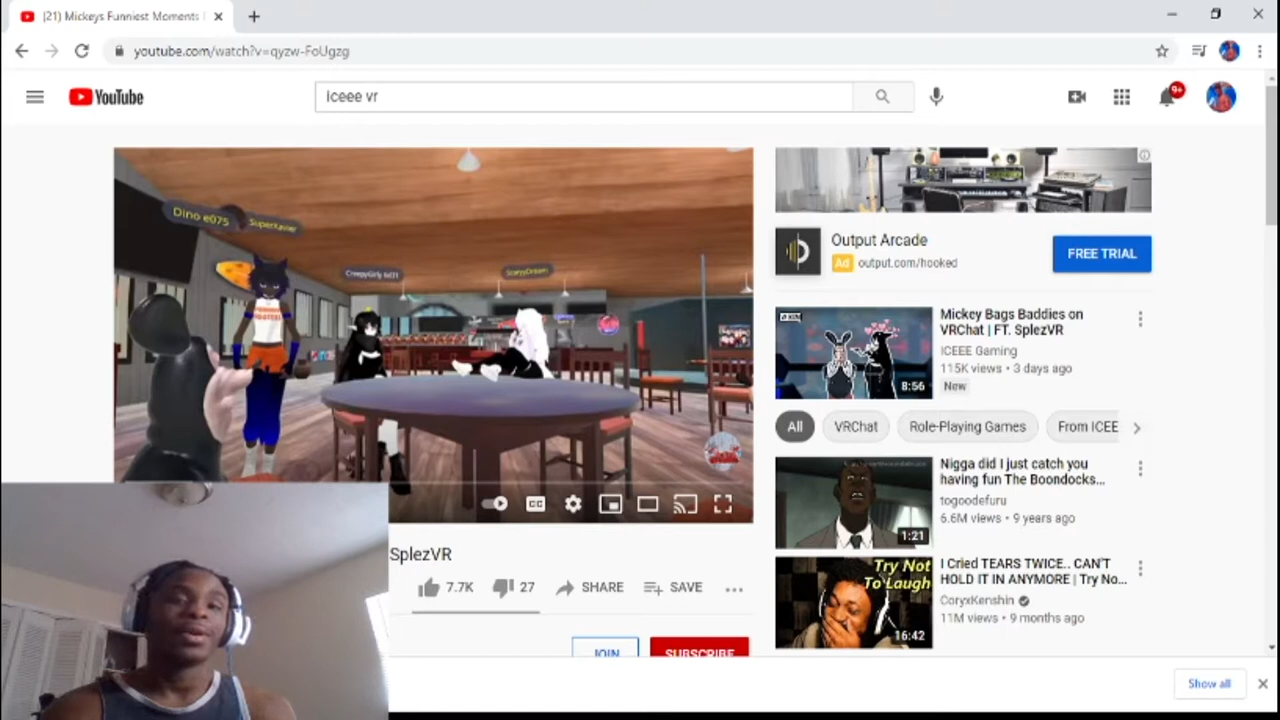 (21) Mickeys Funniest Moments
youtube.com/watch?v=qyzw-FoUgzg
YouTube
Iceee vr
9+
Dino e075
SuperXavier
CreepyGirly 6d31
ScaryyDream
CC
SplezVR
7.7K
27
SHARE
SAVE
JOIN
SUBSCRIBE
Output Arcade
Ad output.com/hooked
FREE TRIAL
8:56
Mickey Bags Baddies on
VRChat | FT. SplezVR
ICEEE Gaming
115K views • 3 days ago
New
All
VRChat
Role-Playing Games
From ICEE
1:21
Nigga did I just catch you
having fun The Boondocks...
togoodefuru
6.6M views • 9 years ago
Try Not
To Laugh
16:42
I Cried TEARS TWICE.. CAN'T
HOLD IT IN ANYMORE | Try No...
CoryxKenshin
11M views • 9 months ago
Show all